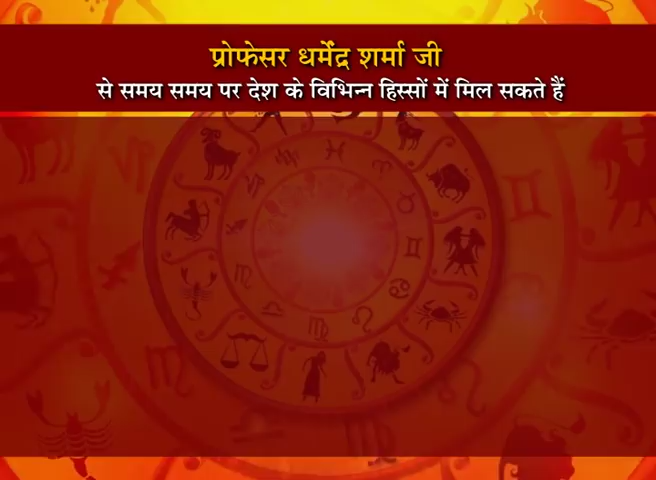 प्रोफेसर धर्मेंद्र शर्मा जी
से समय समय पर देश के विभिन्न हिस्सों में मिल सकते हैं